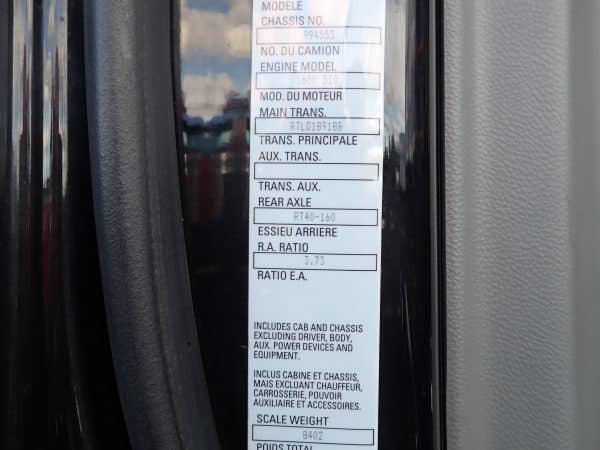 MODÈLE
CHASSIS NO.
994553
NO. DU CAMION
ENGINE MODEL
MOD. DU MOTEUR
MAIN TRANS.
RTLO18918B
TRANS. PRINCIPALE
AUX. TRANS.
TRANS. AUX.
REAR AXLE
RT40-160
ESSIEU ARRIERE
R.A. RATIO
3.73
RATIO E.A.
INCLUDES CAB AND CHASSIS
EXCLUDING DRIVER, BODY,
AUX. POWER DEVICES AND
EQUIPMENT.
INCLUS CABINE ET CHASSIS,
MAIS EXCLUANT CHAUFFEUR,
CARROSSERIE, POUVOIR
AUXILIAIRE ET ACCESSOIRES.
SCALE WEIGHT
8402
POIDS TOTAL